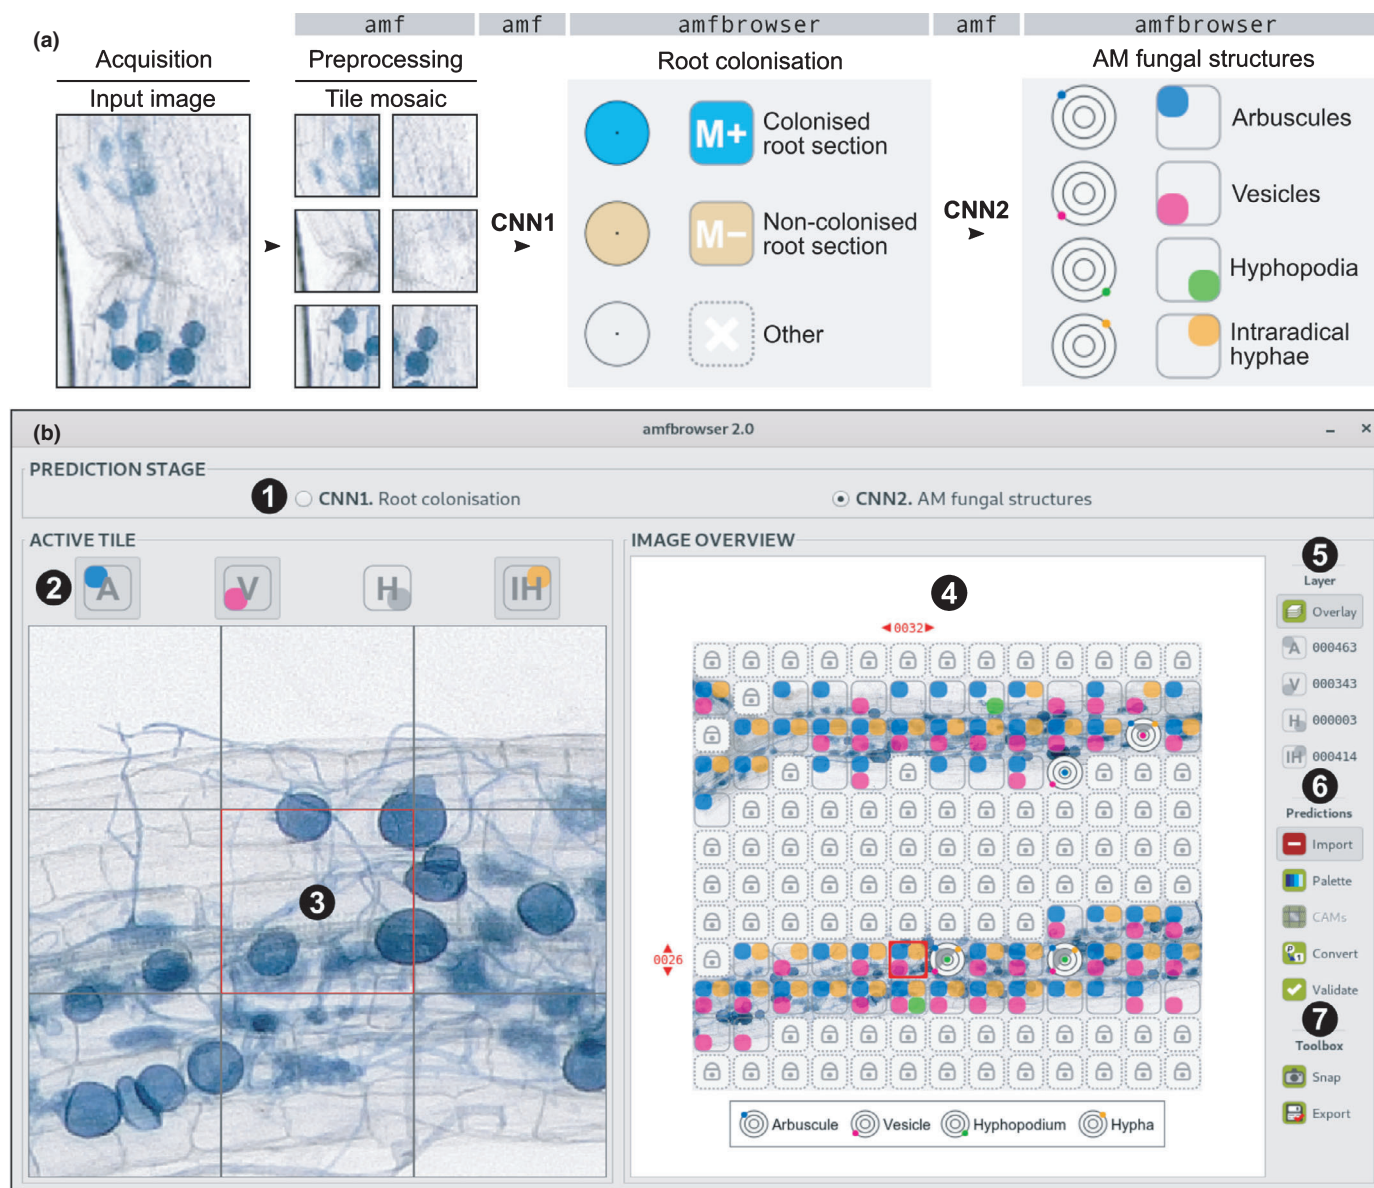 amf
amf
amfbrowser
amf
amfbrowser
(a)
Acquisition
Preprocessing
Root colonisation
AM fungal structures
Input image
Tile mosaic
CNN1
M+
Colonised
root section
M−
Non-colonised
root section
Other
CNN2
Arbuscules
Vesicles
Hyphopodia
Intraradical
hyphae
(b)
amfbrowser 2.0
PREDICTION STAGE
1
CNN1. Root colonisation
CNN2. AM fungal structures
ACTIVE TILE
2
A
V
H
IH
3
IMAGE OVERVIEW
4
0032
0026
Arbuscule
Vesicle
Hyphopodium
Hypha
5
Layer
Overlay
A 000463
V 000343
H 000003
IH 000414
6
Predictions
Import
Palette
CAMs
P 1 Convert
Validate
7
Toolbox
Snap
Export